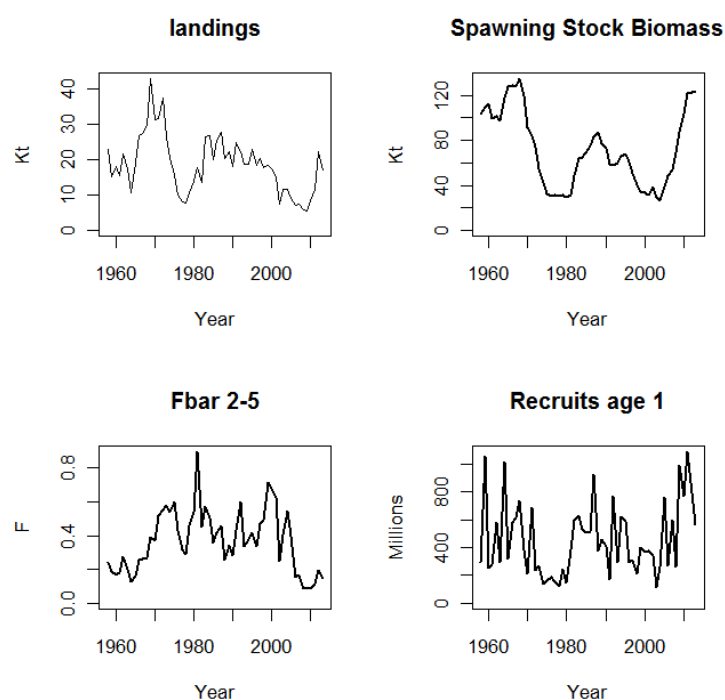 landings
Kt
0 10 20 30 40
1960 1980 2000
Year
Spawning Stock Biomass
Kt
0 40 80 120
1960 1980 2000
Year
Fbar 2-5
F
0.0 0.4 0.8
1960 1980 2000
Year
Recruits age 1
Millions
0 400 800
1960 1980 2000
Year